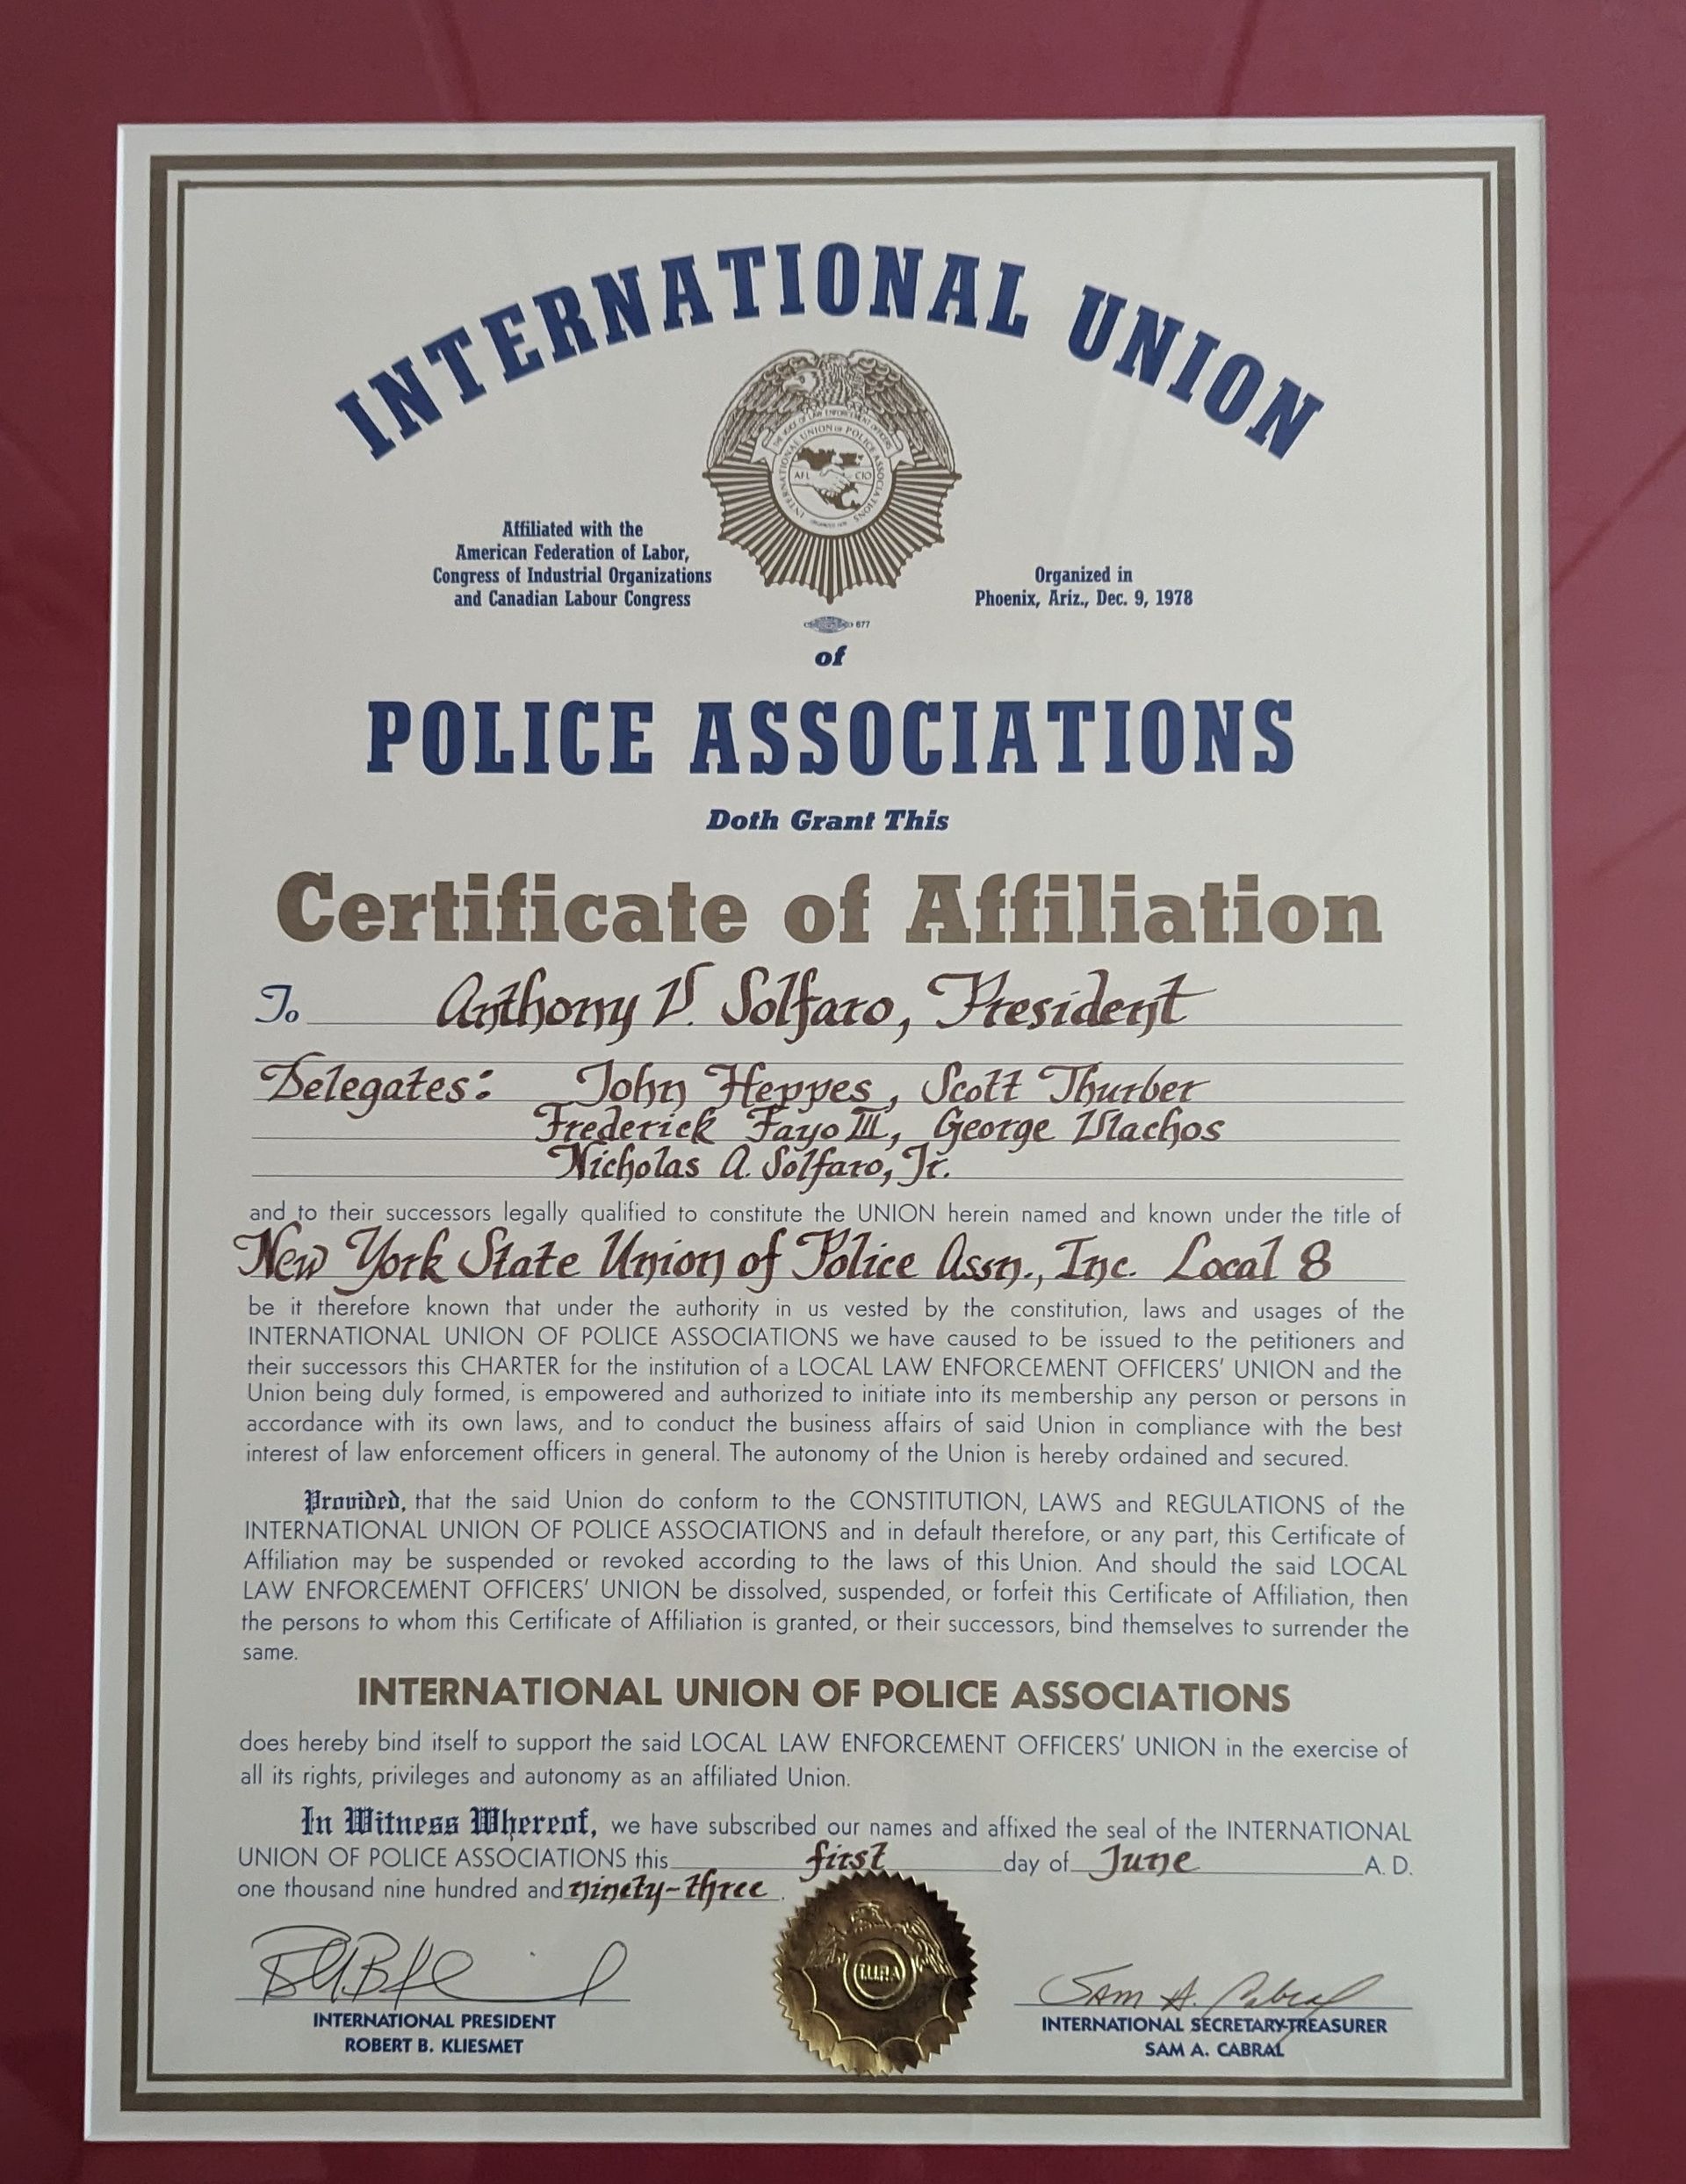 INTERNATIONAL UNION
THE VOICE OF LAW ENFORCEMENT OFFICERS
INTERNATIONAL UNION OF POLICE ASSOCIATIONS
AFL CIO
Affiliated with the
American Federation of Labor,
Congress of Industrial Organizations
and Canadian Labour Congress
Organized in
Phoenix, Ariz., Dec. 9, 1978
677
of
POLICE ASSOCIATIONS
Doth Grant This
Certificate of Affiliation
To Anthony V. Solfaro, President
Delegates: John Heppes, Scott Thurber
Frederick Fayo III, George Vlachos
Nicholas A. Solfaro, Jr.
and to their successors legally qualified to constitute the UNION herein named and known under the title of
New York State Union of Police Assn., Inc. Local 8
be it therefore known that under the authority in us vested by the constitution, laws and usages of the
INTERNATIONAL UNION OF POLICE ASSOCIATIONS we have caused to be issued to the petitioners and
their successors this CHARTER for the institution of a LOCAL LAW ENFORCEMENT OFFICERS' UNION and the
Union being duly formed, is empowered and authorized to initiate into its membership any person or persons in
accordance with its own laws, and to conduct the business affairs of said Union in compliance with the best
interest of law enforcement officers in general. The autonomy of the Union is hereby ordained and secured.
Provided, that the said Union do conform to the CONSTITUTION, LAWS and REGULATIONS of the
INTERNATIONAL UNION OF POLICE ASSOCIATIONS and in default therefore, or any part, this Certificate of
Affiliation may be suspended or revoked according to the laws of this Union. And should the said LOCAL
LAW ENFORCEMENT OFFICERS' UNION be dissolved, suspended, or forfeit this Certificate of Affiliation, then
the persons to whom this Certificate of Affiliation is granted, or their successors, bind themselves to surrender the
same.
INTERNATIONAL UNION OF POLICE ASSOCIATIONS
does hereby bind itself to support the said LOCAL LAW ENFORCEMENT OFFICERS' UNION in the exercise of
all its rights, privileges and autonomy as an affiliated Union.
In Witness Whereof, we have subscribed our names and affixed the seal of the INTERNATIONAL
UNION OF POLICE ASSOCIATIONS this first day of June A. D.
one thousand nine hundred and ninety-three.
I.U.P.A
Sam A. Cabral
INTERNATIONAL PRESIDENT
ROBERT B. KLIESMET
INTERNATIONAL SECRETARY-TREASURER
SAM A. CABRAL